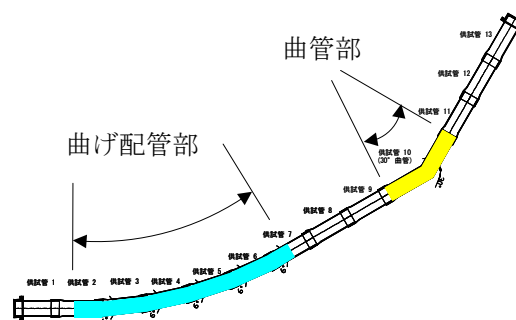 曲管部
曲げ配管部
供試管 1
供試管 2
供試管 3
供試管 4
供試管 5
供試管 6
供試管 7
供試管 8
供試管 9
供試管 10
(30°曲管)
供試管 11
供試管 12
供試管 13